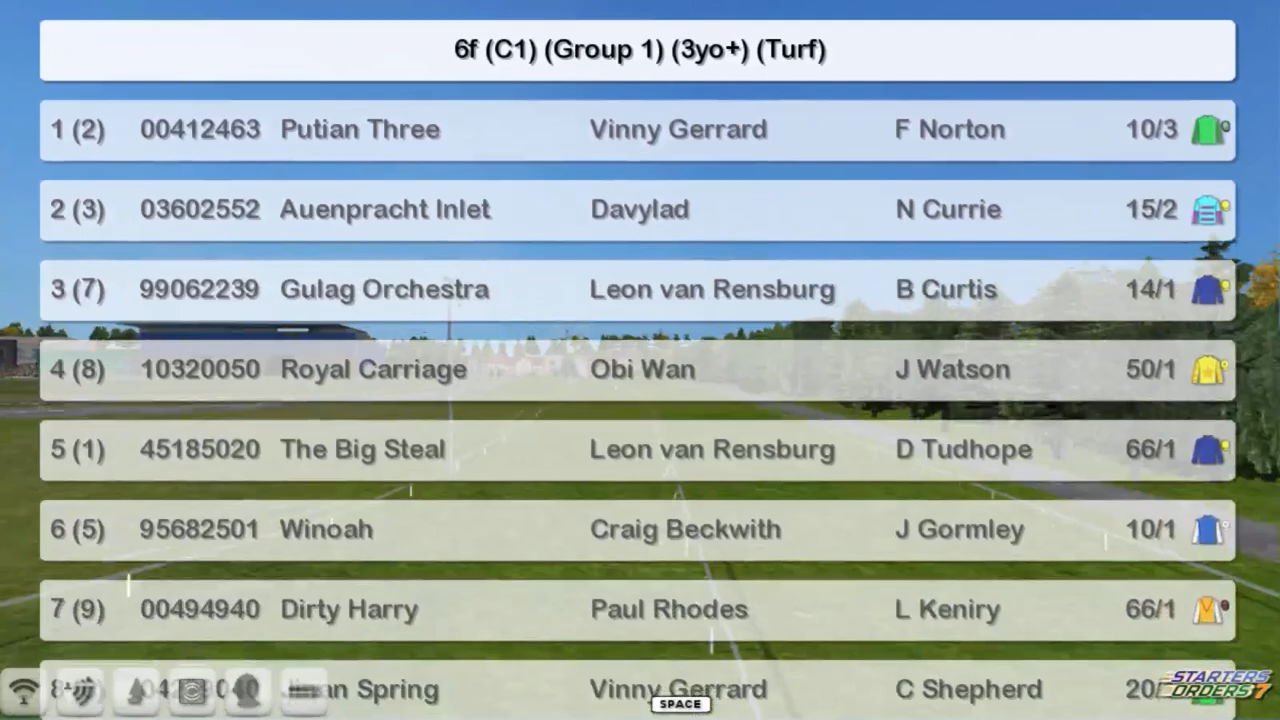 6f (C1) (Group 1) (3yo+) (Turf)
1 (2) 00412463 Putian Three Vinny Gerrard F Norton 10/3
2 (3) 03602552 Auenpracht Inlet Davylad N Currie 15/2
3 (7) 99062239 Gulag Orchestra Leon van Rensburg B Curtis 14/1
4 (8) 10320050 Royal Carriage Obi Wan J Watson 50/1
5 (1) 45185020 The Big Steal Leon van Rensburg D Tudhope 66/1
6 (5) 95682501 Winoah Craig Beckwith J Gormley 10/1
7 (9) 00494940 Dirty Harry Paul Rhodes L Keniry 66/1
8 Spring Vinny Gerrard C Shepherd
SPACE
STARTERS
ORDERS 7